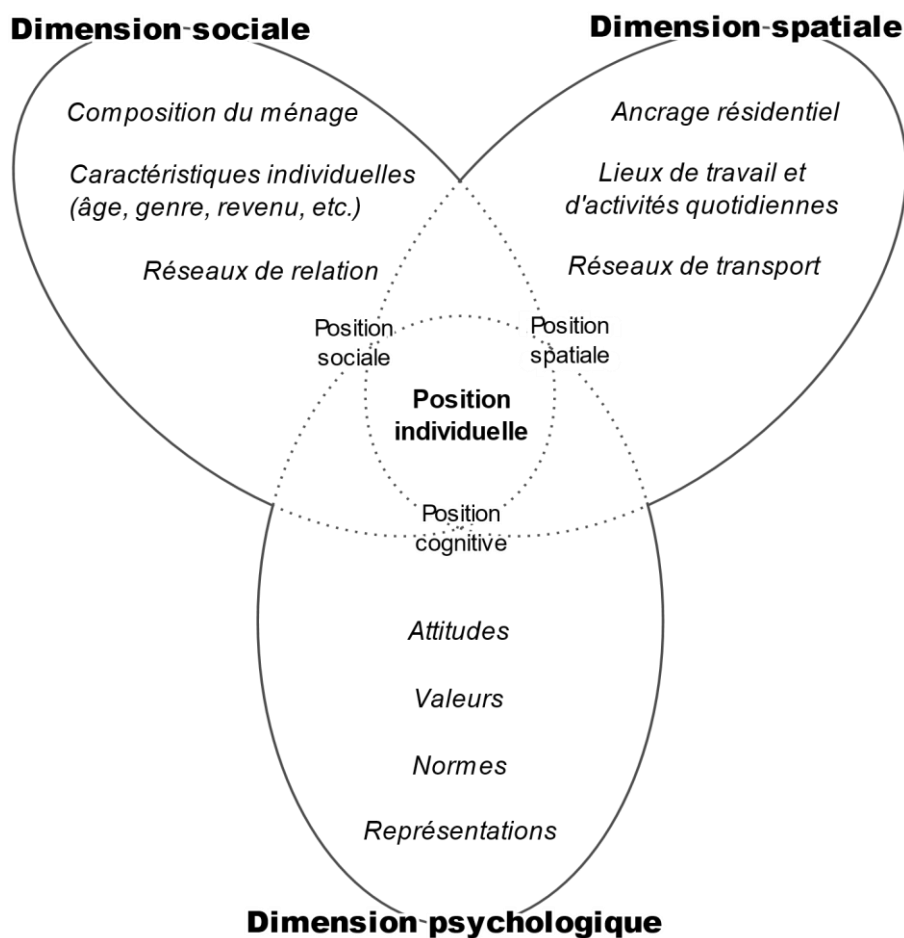 Dimension sociale
Dimension spatiale
Composition du ménage
Caractéristiques individuelles
(âge, genre, revenu, etc.)
Réseaux de relation
Ancrage résidentiel
Lieux de travail et
d'activités quotidiennes
Réseaux de transport
Position
sociale
Position
spatiale
Position
individuelle
Position
cognitive
Attitudes
Valeurs
Normes
Représentations
Dimension psychologique